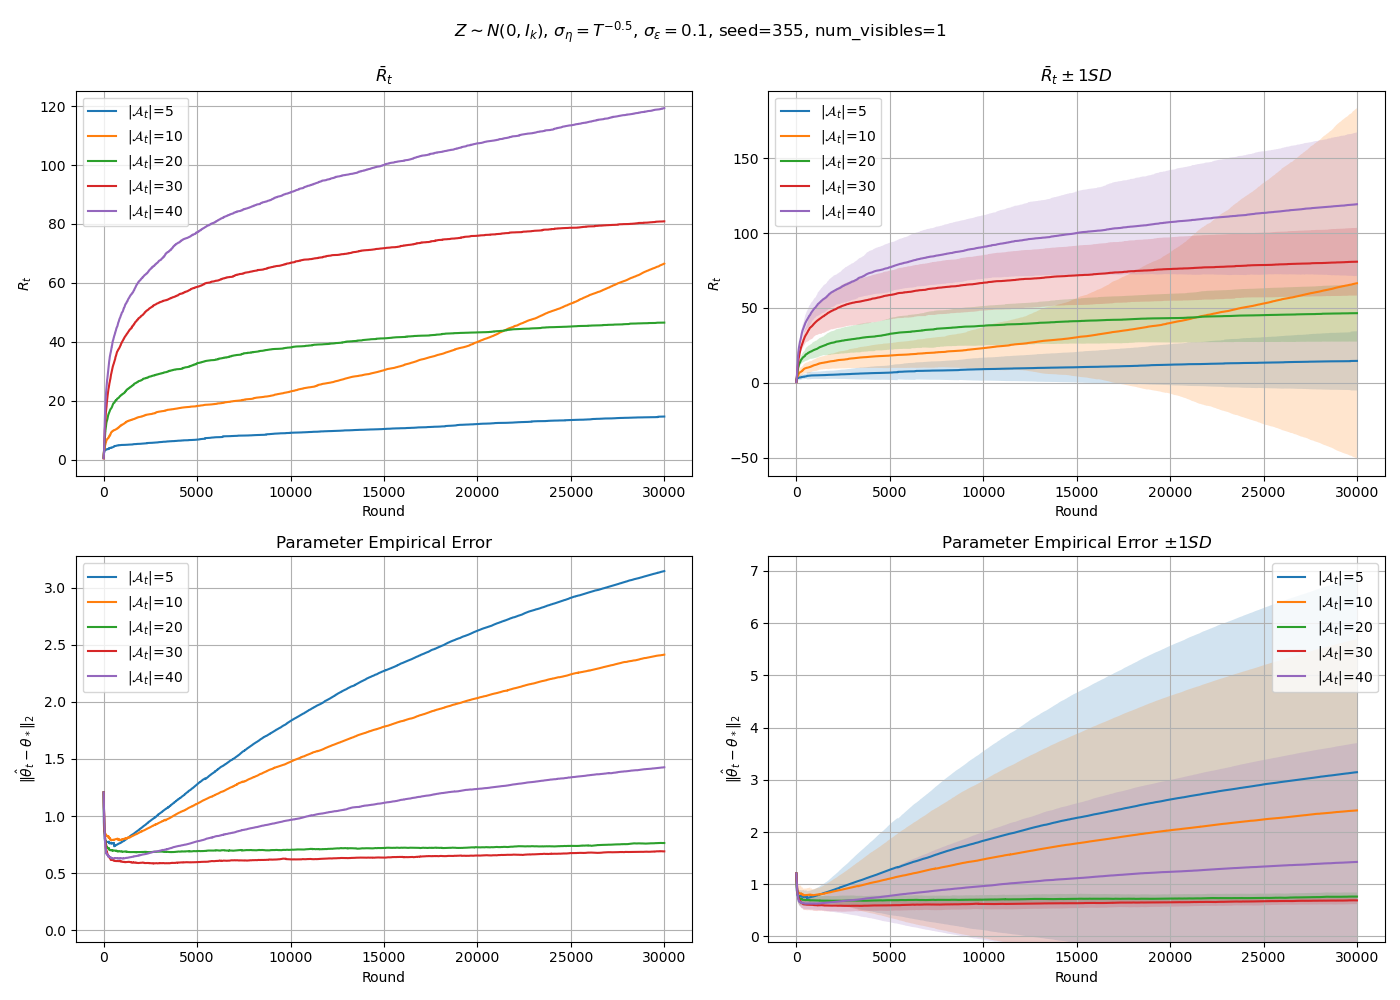 Z ∼ N(0, I_k), σ_η = T^{−0.5}, σ_ε = 0.1, seed=355, num_visibles=1
R̄_t
R_t
120
100
80
60
40
20
0
|𝒜_t|=5
|𝒜_t|=10
|𝒜_t|=20
|𝒜_t|=30
|𝒜_t|=40
0 5000 10000 15000 20000 25000 30000
Round
R̄_t ± 1SD
R_t
150
100
50
0
−50
|𝒜_t|=5
|𝒜_t|=10
|𝒜_t|=20
|𝒜_t|=30
|𝒜_t|=40
0 5000 10000 15000 20000 25000 30000
Round
Parameter Empirical Error
‖θ̂_t − θ_*‖_2
3.0
2.5
2.0
1.5
1.0
0.5
0.0
|𝒜_t|=5
|𝒜_t|=10
|𝒜_t|=20
|𝒜_t|=30
|𝒜_t|=40
0 5000 10000 15000 20000 25000 30000
Round
Parameter Empirical Error ±1SD
‖θ̂_t − θ_*‖_2
7
6
5
4
3
2
1
0
|𝒜_t|=5
|𝒜_t|=10
|𝒜_t|=20
|𝒜_t|=30
|𝒜_t|=40
0 5000 10000 15000 20000 25000 30000
Round